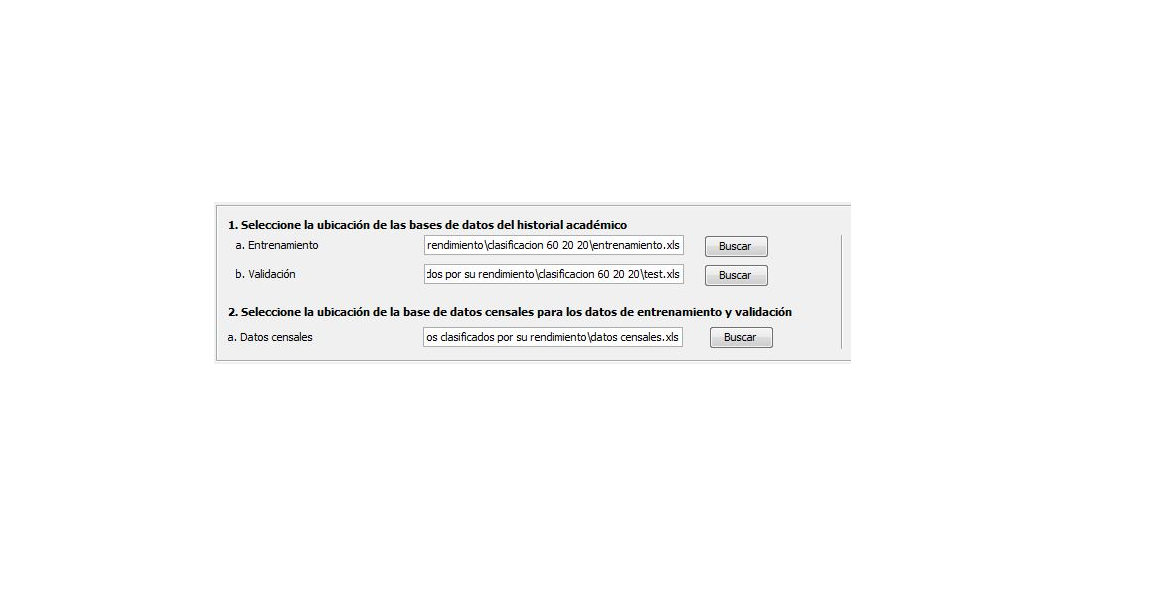 1. Seleccione la ubicación de las bases de datos del historial académico
a. Entrenamiento rendimiento\clasificacion 60 20 20\entrenamiento.xls Buscar
b. Validación dos por su rendimiento\clasificacion 60 20 20\test.xls Buscar
2. Seleccione la ubicación de la base de datos censales para los datos de entrenamiento y validación
a. Datos censales os clasificados por su rendimiento\datos censales.xls Buscar